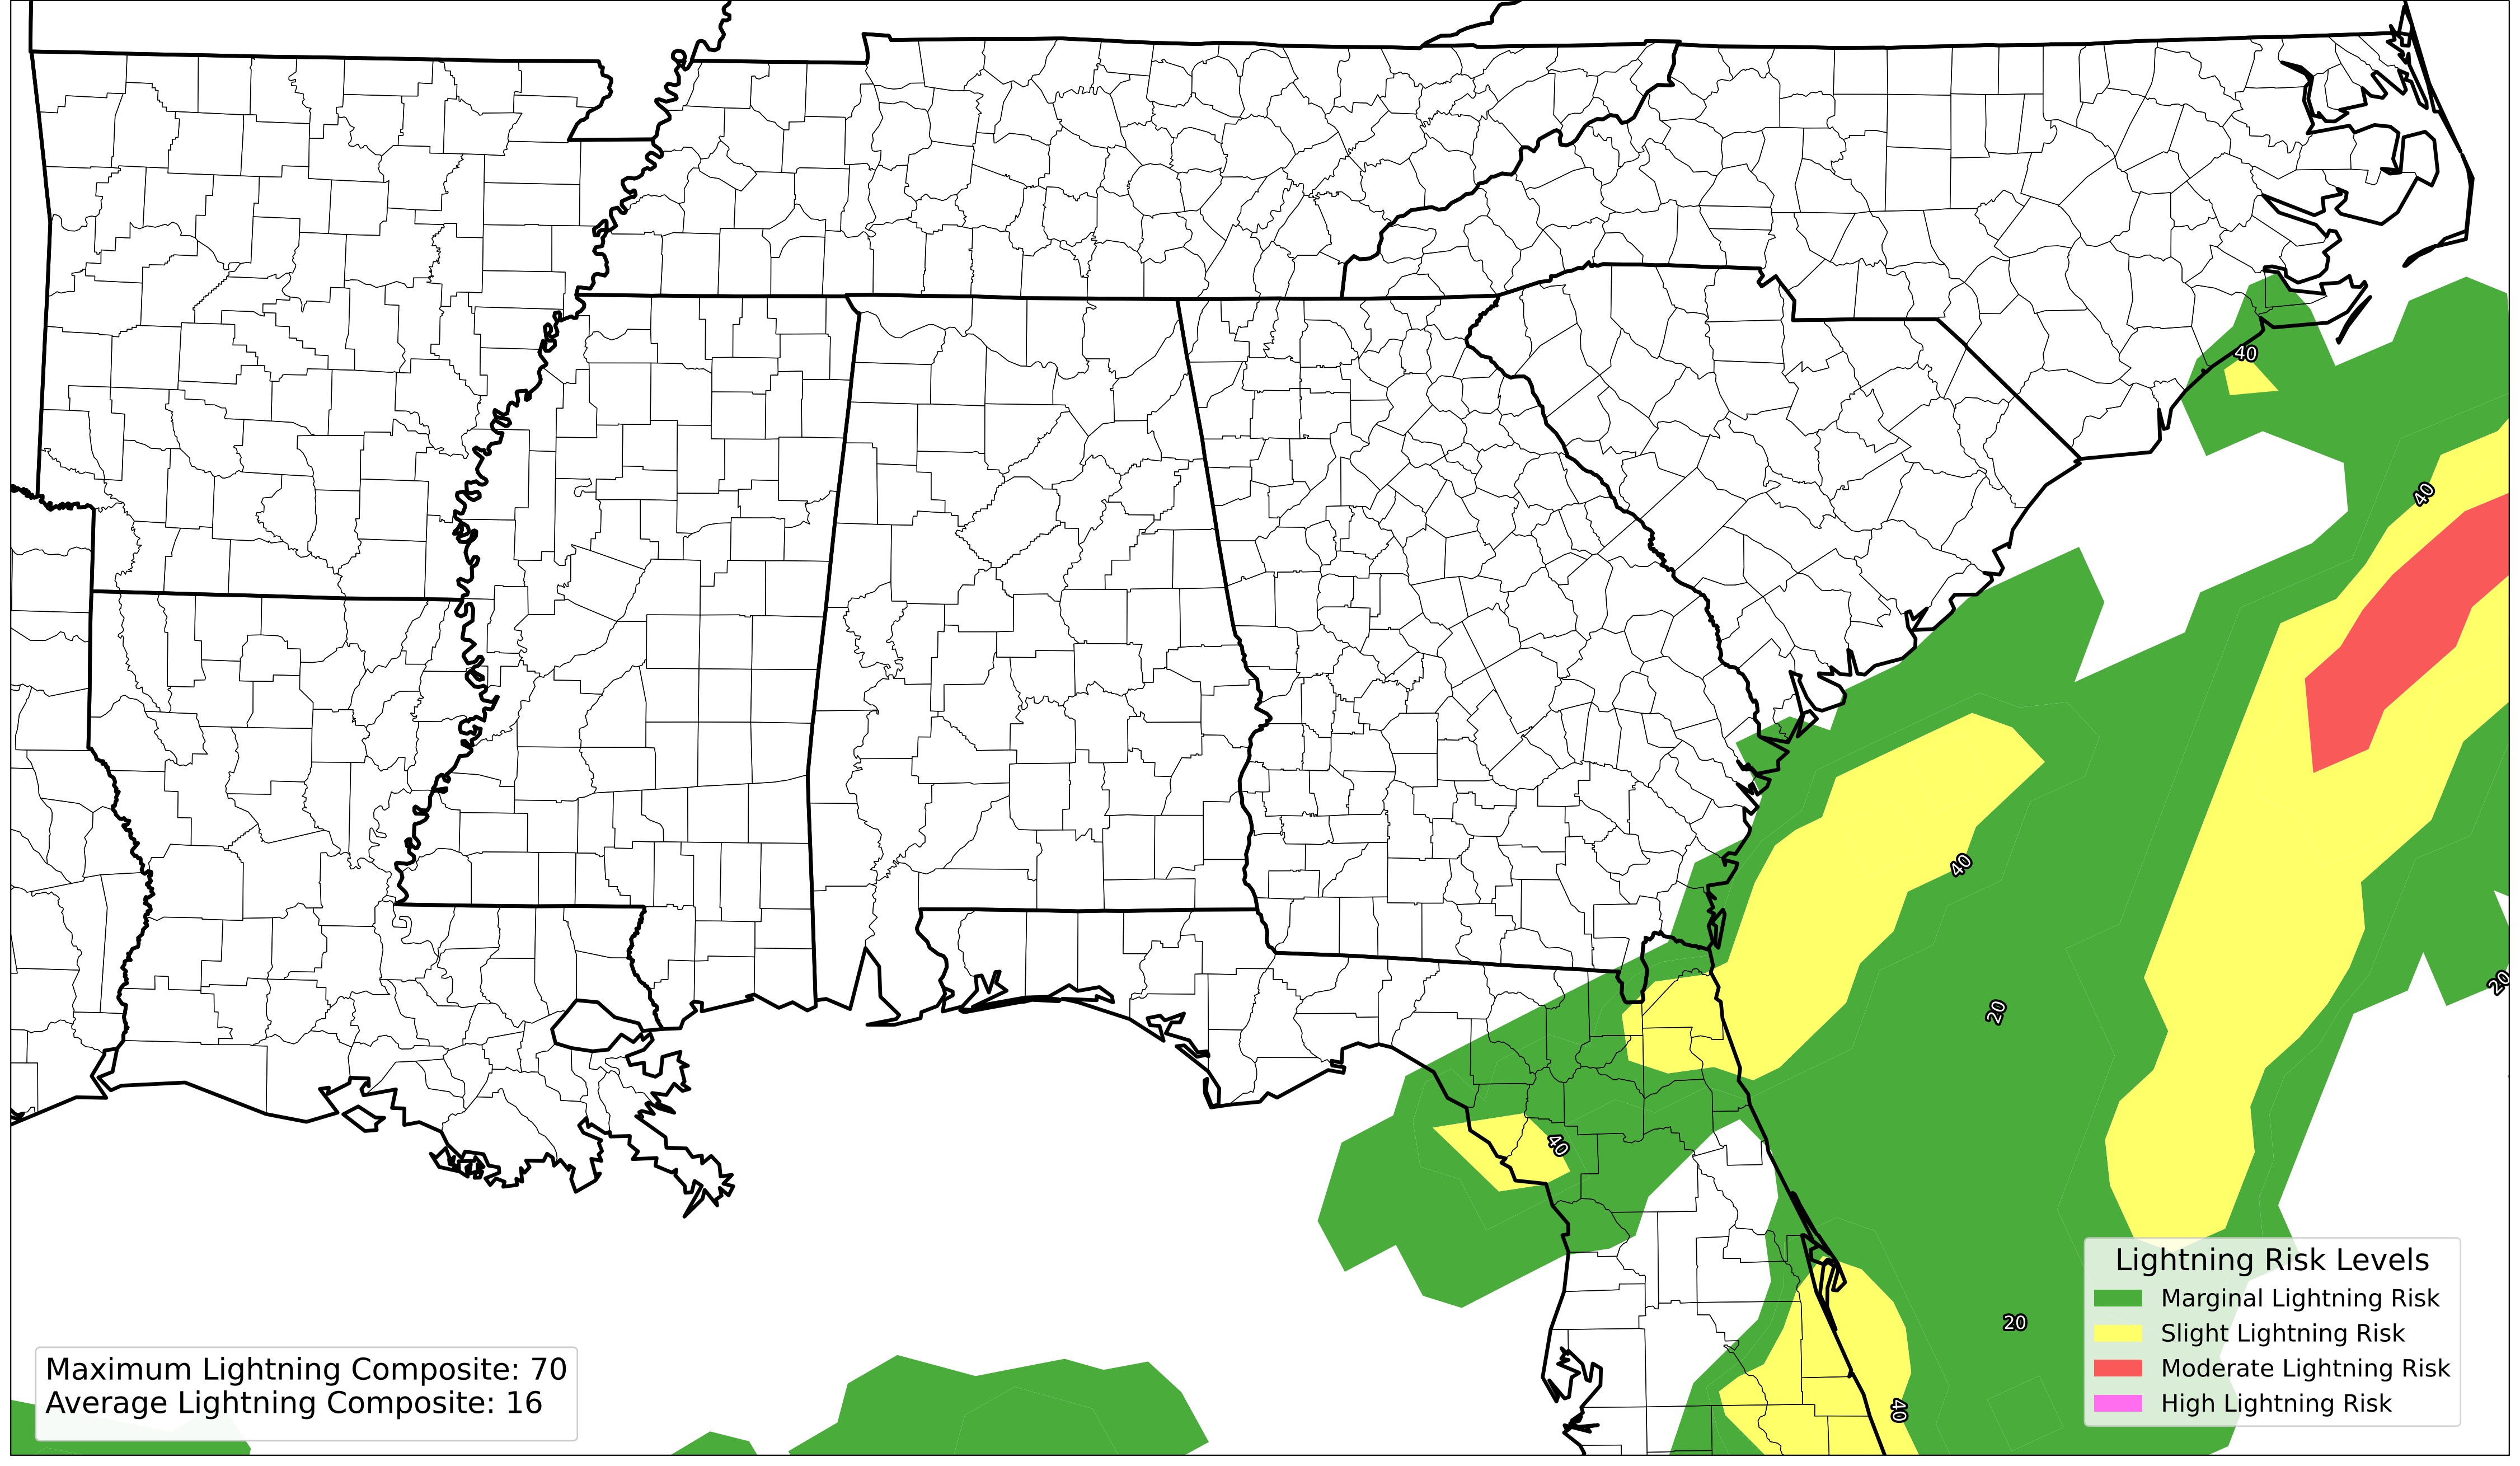 40
40
40
20
20
40
20
40
Lightning Risk Levels
Marginal Lightning Risk
Slight Lightning Risk
Moderate Lightning Risk
High Lightning Risk
Maximum Lightning Composite: 70
Average Lightning Composite: 16